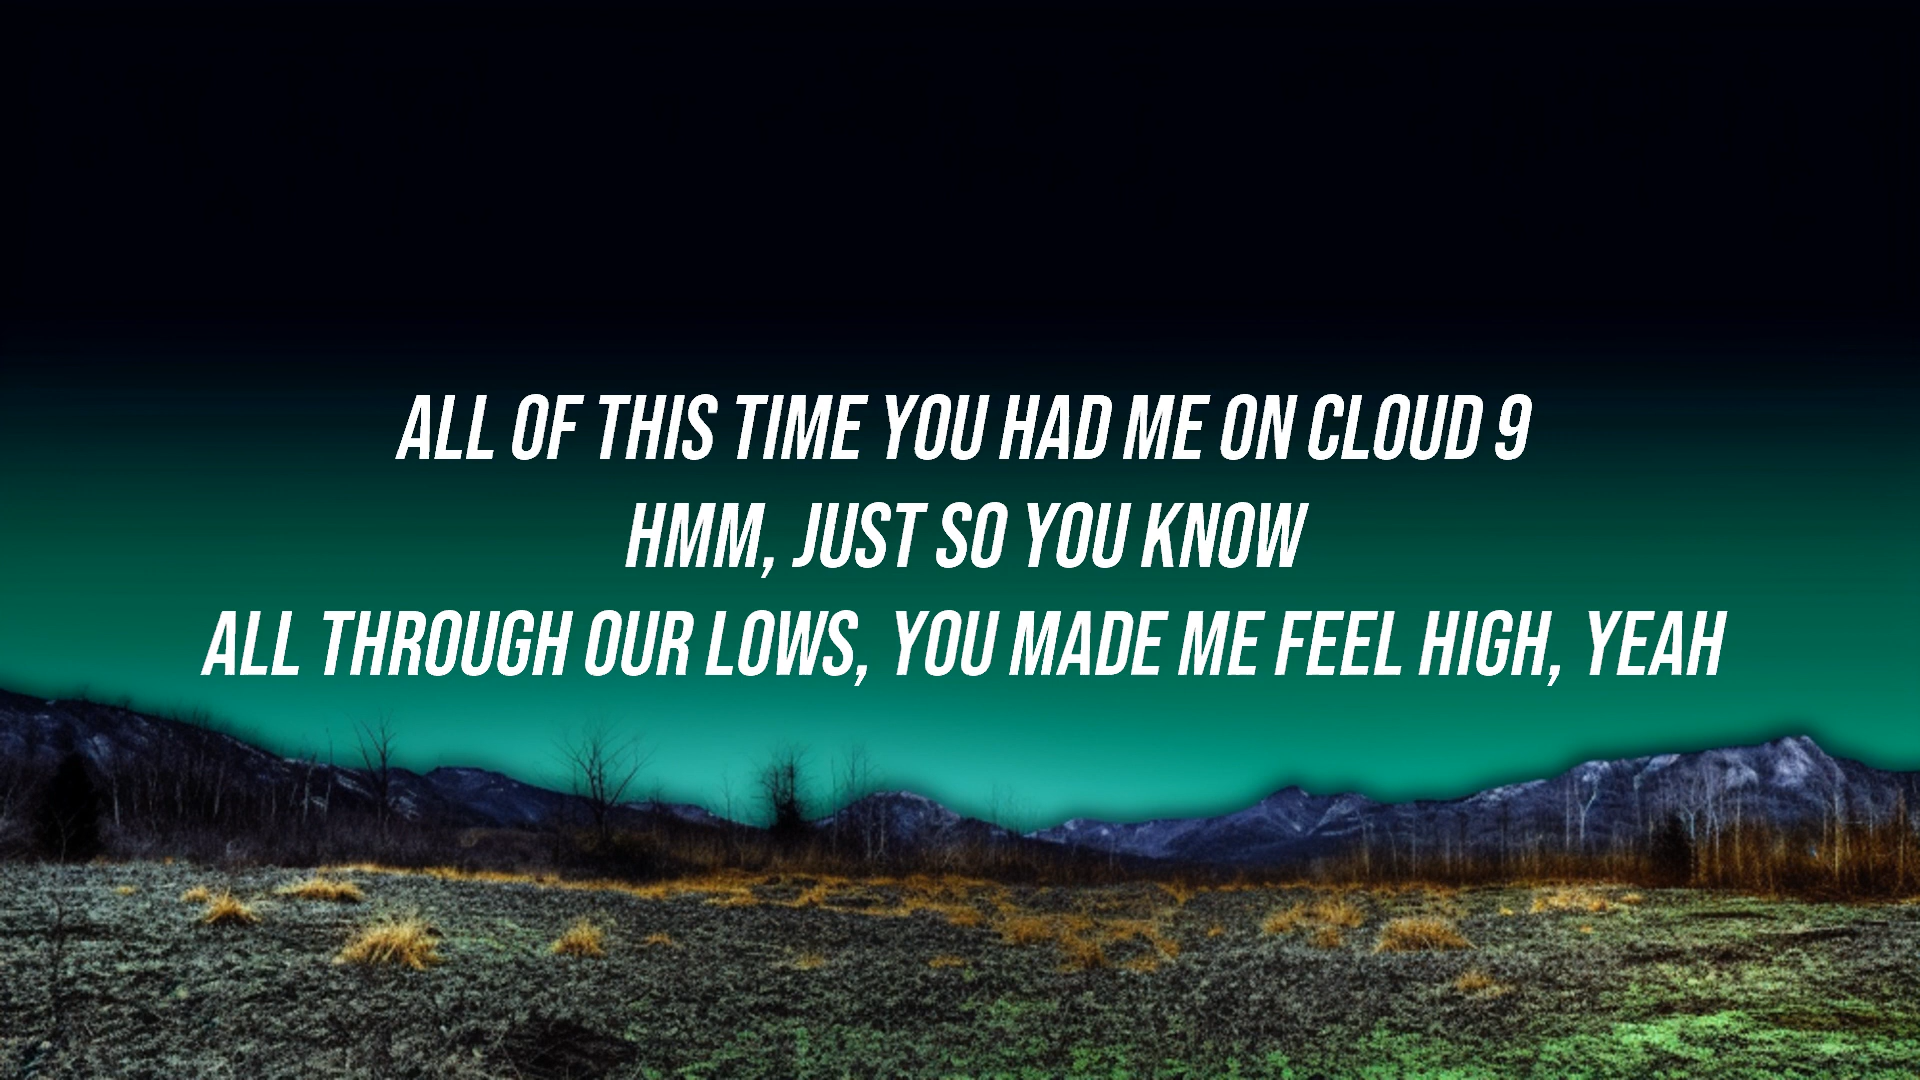 ALL OF THIS TIME YOU HAD ME ON CLOUD 9
HMM, JUST SO YOU KNOW
ALL THROUGH OUR LOWS, YOU MADE ME FEEL HIGH, YEAH